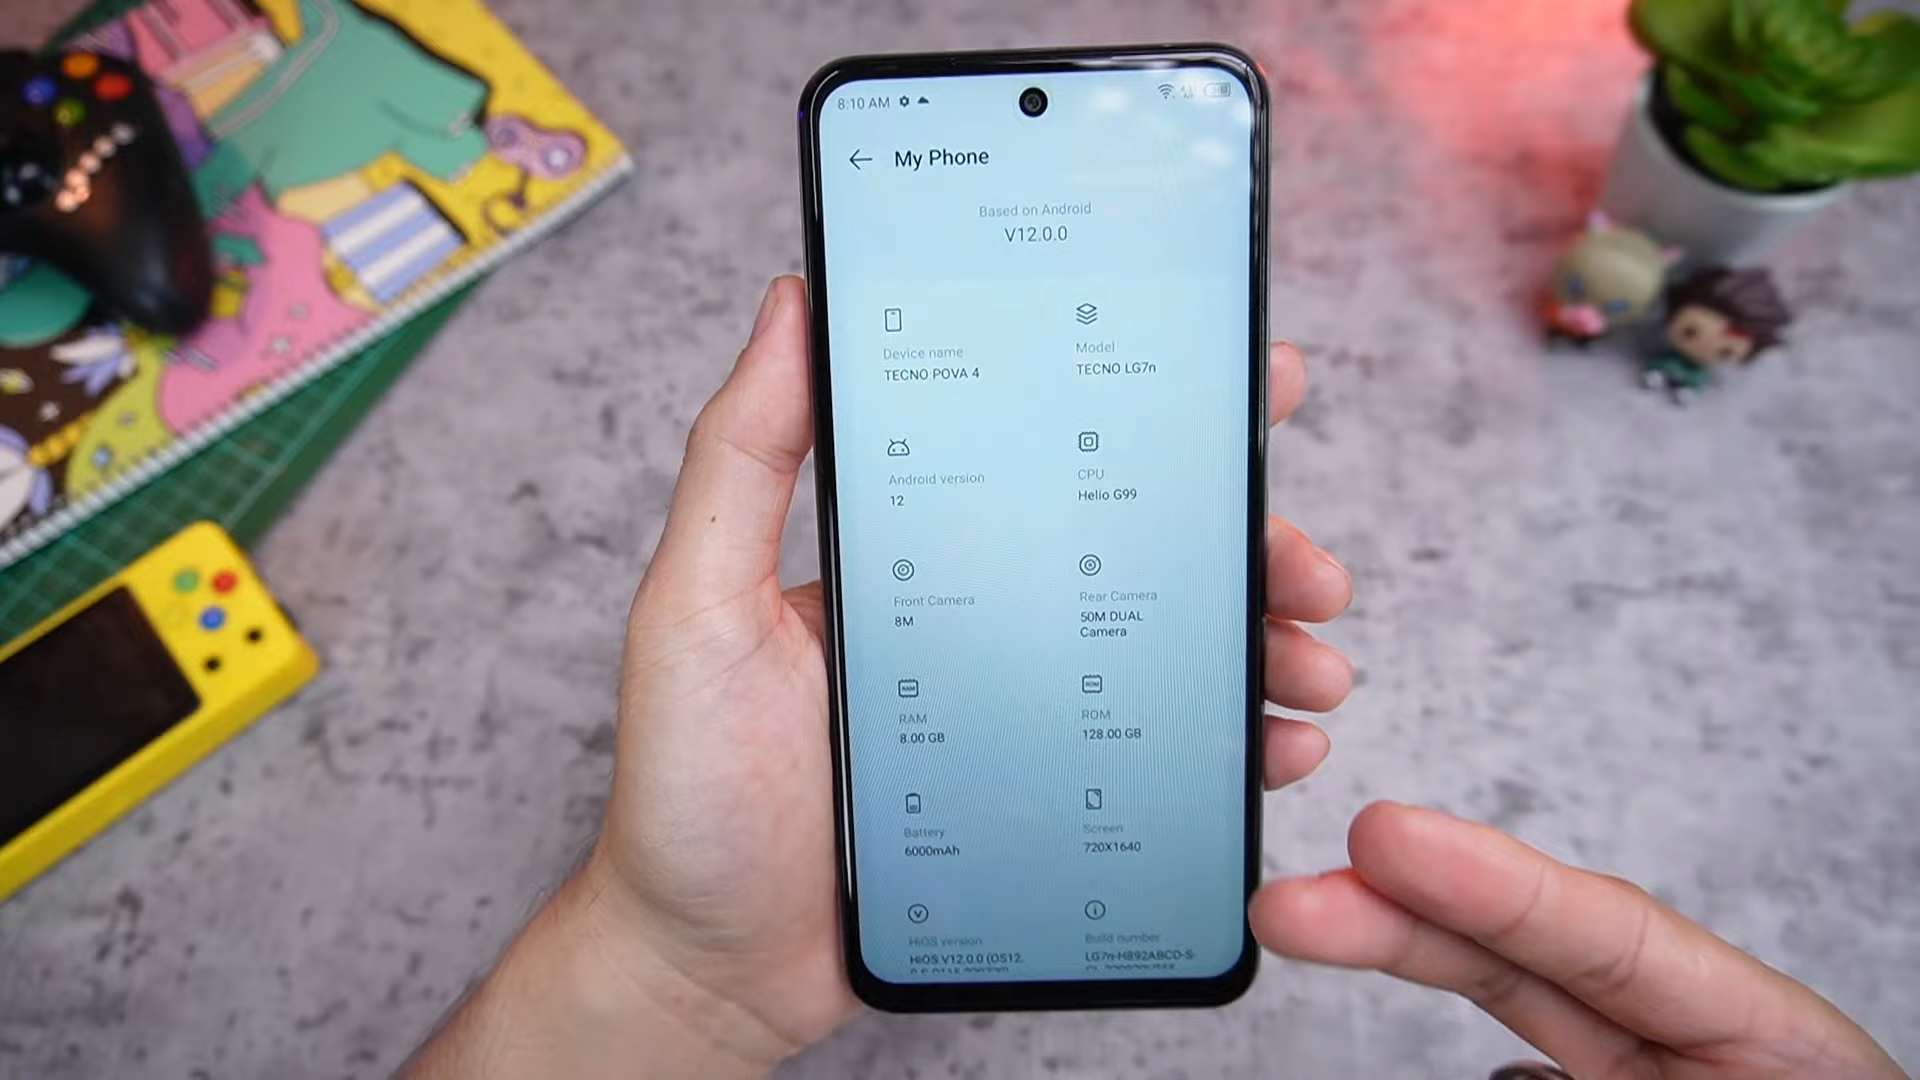 8:10 AM
My Phone
Based on Android
V12.0.0
Device name
TECNO POVA 4
Model
TECNO LG7n
Android version
12
CPU
Helio G99
Front Camera
8M
Rear Camera
50M DUAL
Camera
RAM
8.00 GB
ROM
128.00 GB
Battery
6000mAh
Screen
720X1640
HiOS version
HiOS V12.0.0 (OS12.
Build number
LG7n-H892ABCD-S-